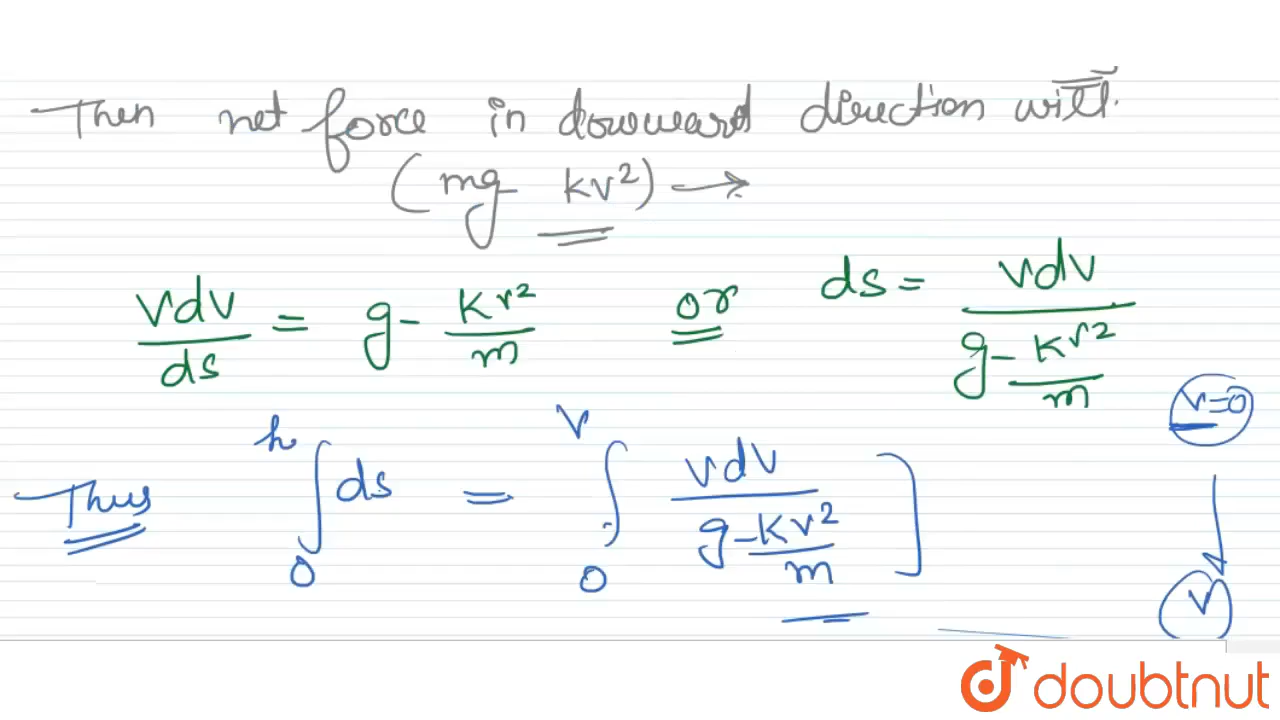 Then net force in downward direction will
(mg kv²) →
vdv/ds = g - kv²/m or ds = vdv/(g - kv²/m)
v=0
Thus ∫₀ʰ ds = ∫₀ᵛ vdv/(g - kv²/m) ]
v
doubtnut